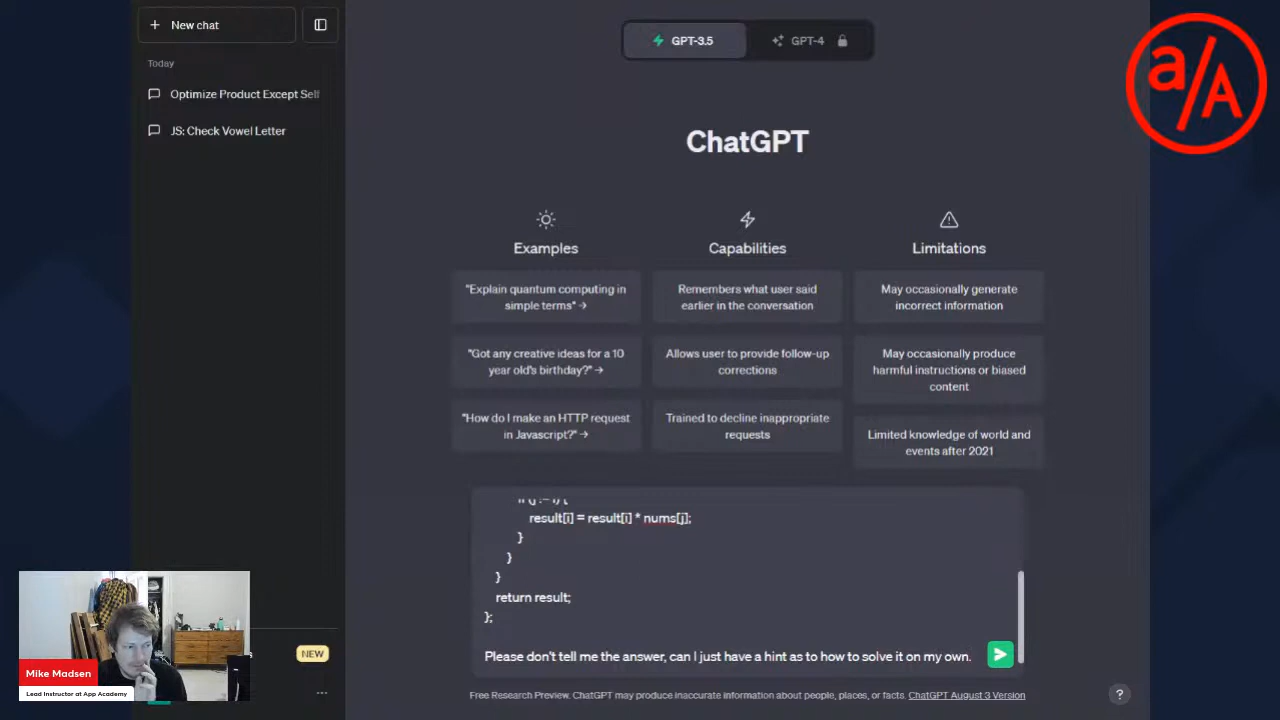 New chat
Today
Optimize Product Except Self
JS: Check Vowel Letter
NEW
Mike Madsen
Lead Instructor at App Academy
GPT-3.5
GPT-4
ChatGPT
Examples
"Explain quantum computing in
simple terms" →
"Got any creative ideas for a 10
year old's birthday?" →
"How do I make an HTTP request
in Javascript?" →
Capabilities
Remembers what user said
earlier in the conversation
Allows user to provide follow-up
corrections
Trained to decline inappropriate
requests
Limitations
May occasionally generate
incorrect information
May occasionally produce
harmful instructions or biased
content
Limited knowledge of world and
events after 2021
result[i] = result[i] * nums[j];
}
}
}
return result;
};
Please don't tell me the answer, can I just have a hint as to how to solve it on my own.
Free Research Preview. ChatGPT may produce inaccurate information about people, places, or facts. ChatGPT August 3 Version
?
a/A